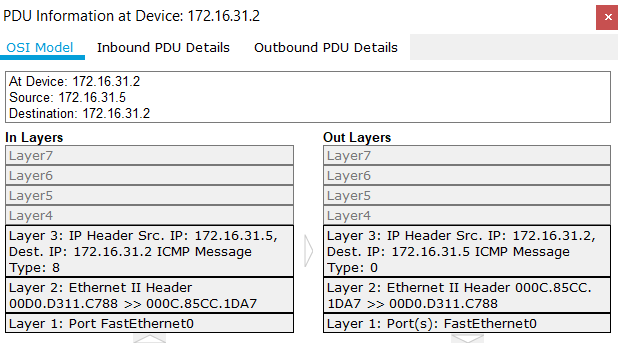 PDU Information at Device: 172.16.31.2
OSI Model Inbound PDU Details Outbound PDU Details
At Device: 172.16.31.2
Source: 172.16.31.5
Destination: 172.16.31.2
In Layers
Layer7
Layer6
Layer5
Layer4
Layer 3: IP Header Src. IP: 172.16.31.5,
Dest. IP: 172.16.31.2 ICMP Message
Type: 8
Layer 2: Ethernet II Header
00D0.D311.C788 >> 000C.85CC.1DA7
Layer 1: Port FastEthernet0
Out Layers
Layer7
Layer6
Layer5
Layer4
Layer 3: IP Header Src. IP: 172.16.31.2,
Dest. IP: 172.16.31.5 ICMP Message
Type: 0
Layer 2: Ethernet II Header 000C.85CC.
1DA7 >> 00D0.D311.C788
Layer 1: Port(s): FastEthernet0